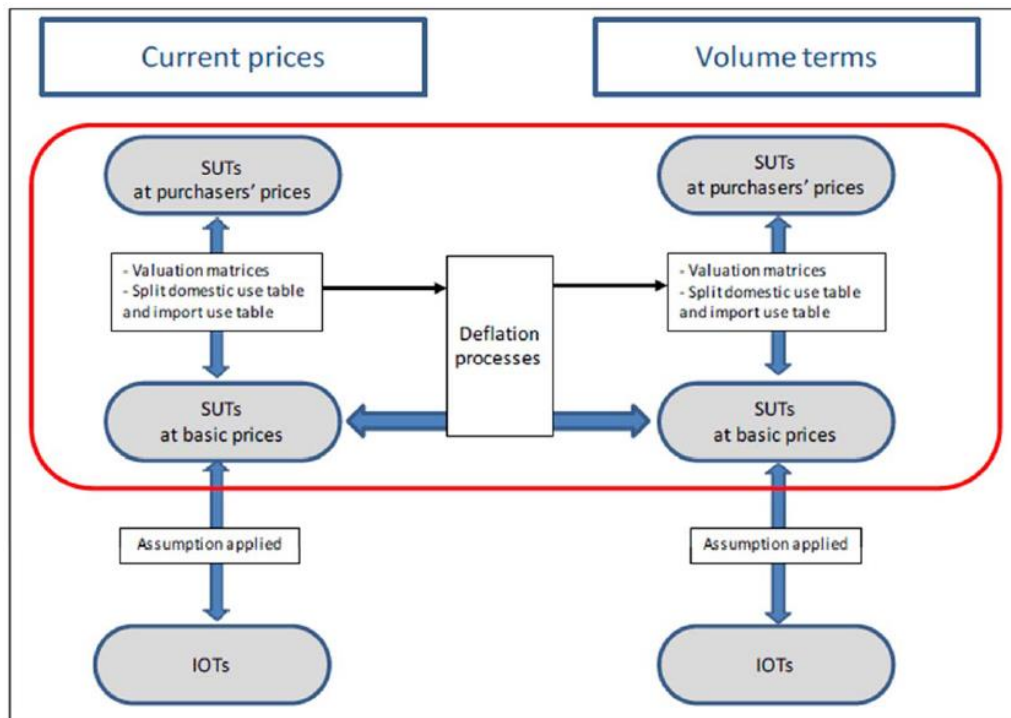 Current prices
Volume terms
SUTs
at purchasers’ prices
SUTs
at purchasers’ prices
- Valuation matrices
- Split domestic use table
and import use table
Deflation
processes
- Valuation matrices
- Split domestic use table
and import use table
SUTs
at basic prices
SUTs
at basic prices
Assumption applied
Assumption applied
IOTs
IOTs